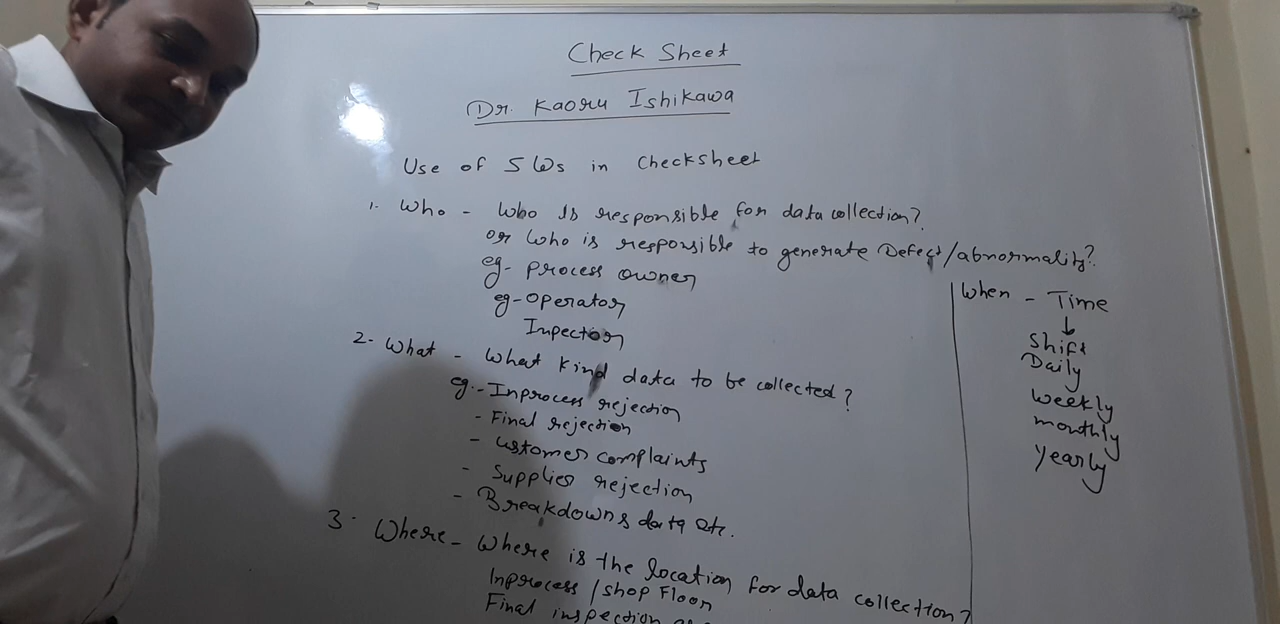 Check Sheet
Dr. Kaoru Ishikawa
Use of 5 Ws in Checksheet
1. Who - Who Is responsible for data collection?
or Who is responsible to generate Defect/abnormality?
eg- process owner
eg- Operator
Inpector
2- What - What kind data to be collected?
eg.- Inprocess rejection
- Final rejection
- Customer complaints
- Supplier rejection
- Breakdowns data etc.
3- Where - Where is the location for data collection?
Inprocess/shop Floor
Final inspection
When - Time
↓
Shift
Daily
Weekly
monthly
Yearly